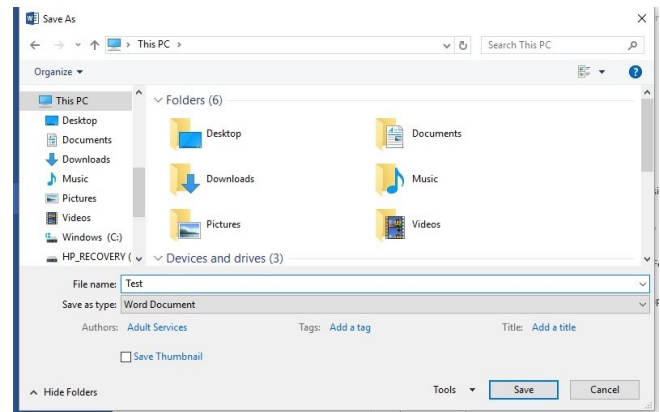 Save As
This PC
Search This PC
Organize
This PC
Desktop
Documents
Downloads
Music
Pictures
Videos
Windows (C:)
HP_RECOVERY (
Folders (6)
Desktop
Documents
Downloads
Music
Pictures
Videos
Devices and drives (3)
File name: Test
Save as type: Word Document
Authors: Adult Services Tags: Add a tag Title: Add a title
Save Thumbnail
Hide Folders Tools Save Cancel